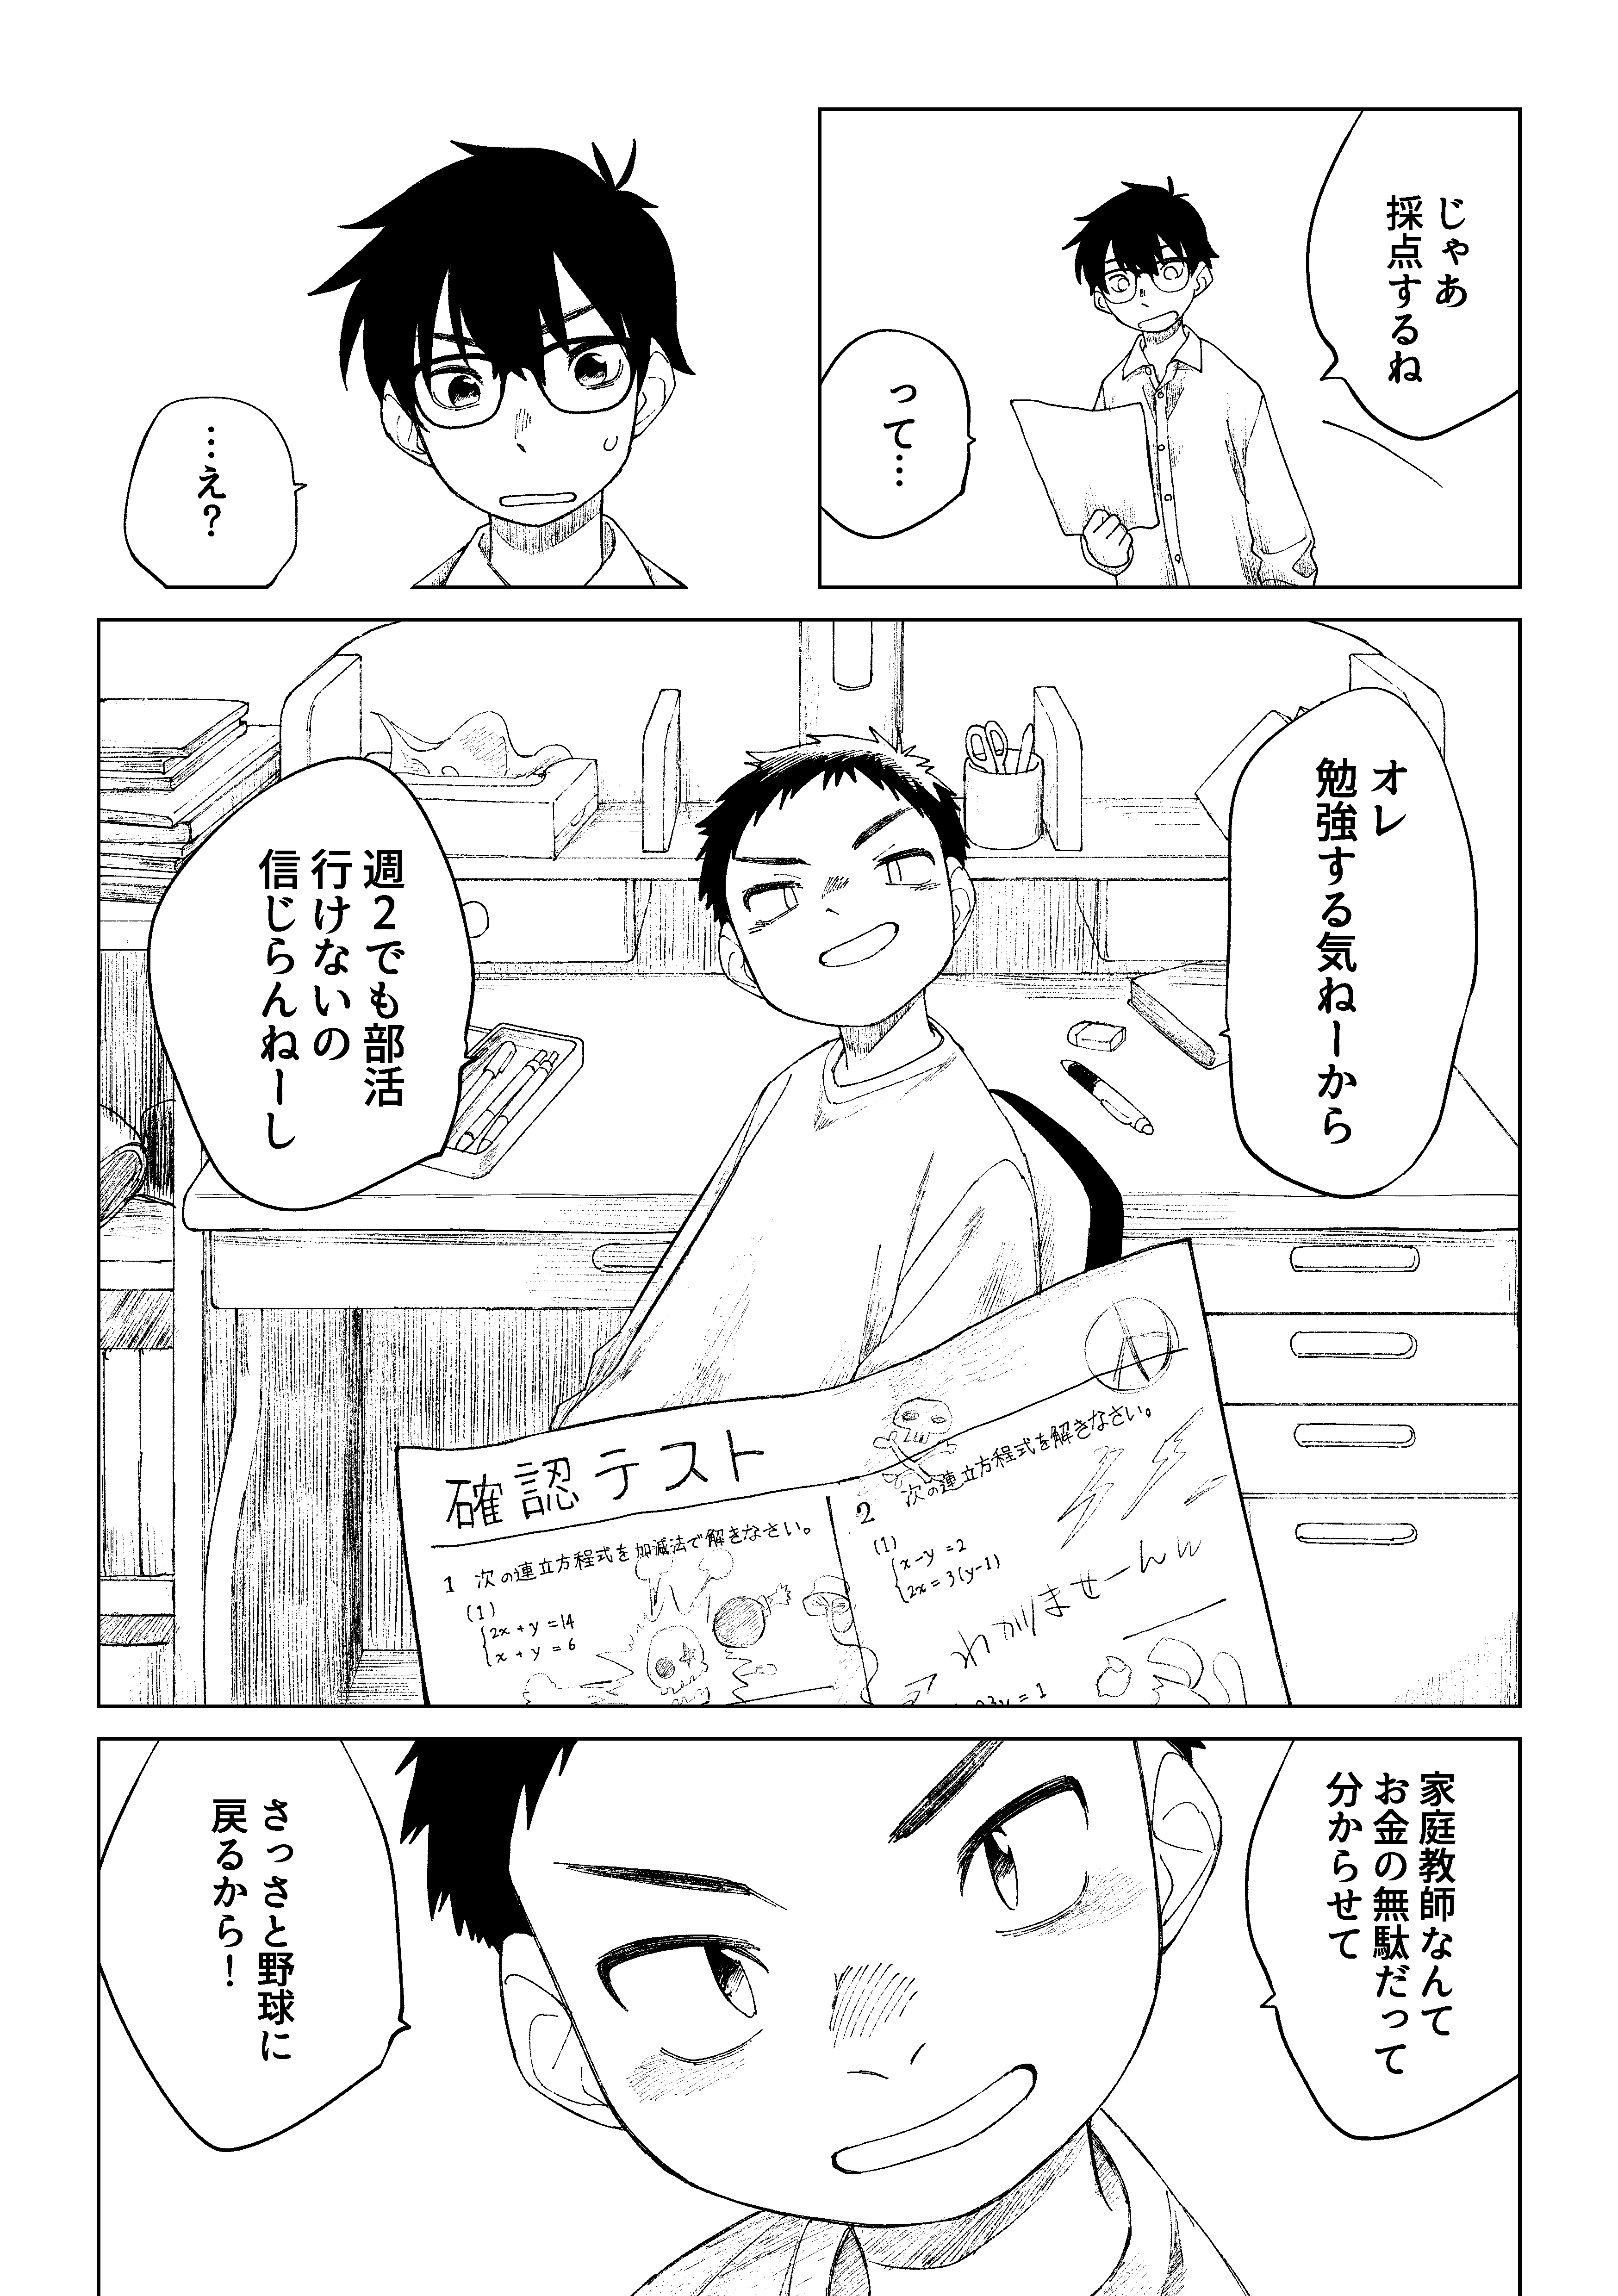 じゃあ
採点するね
って…
…え?
オレ
勉強する気ねーから
週2でも部活
行けないの
信じらんねーし
確認テスト
1 次の連立方程式を加減法で解きなさい。
(1)
2x+y=14
x+y=6
2 次の連立方程式を解きなさい。
(1)
x-y=2
2x=3(y-1)
わかりませーんw
家庭教師なんて
お金の無駄だって
分からせて
さっさと野球に
戻るから!